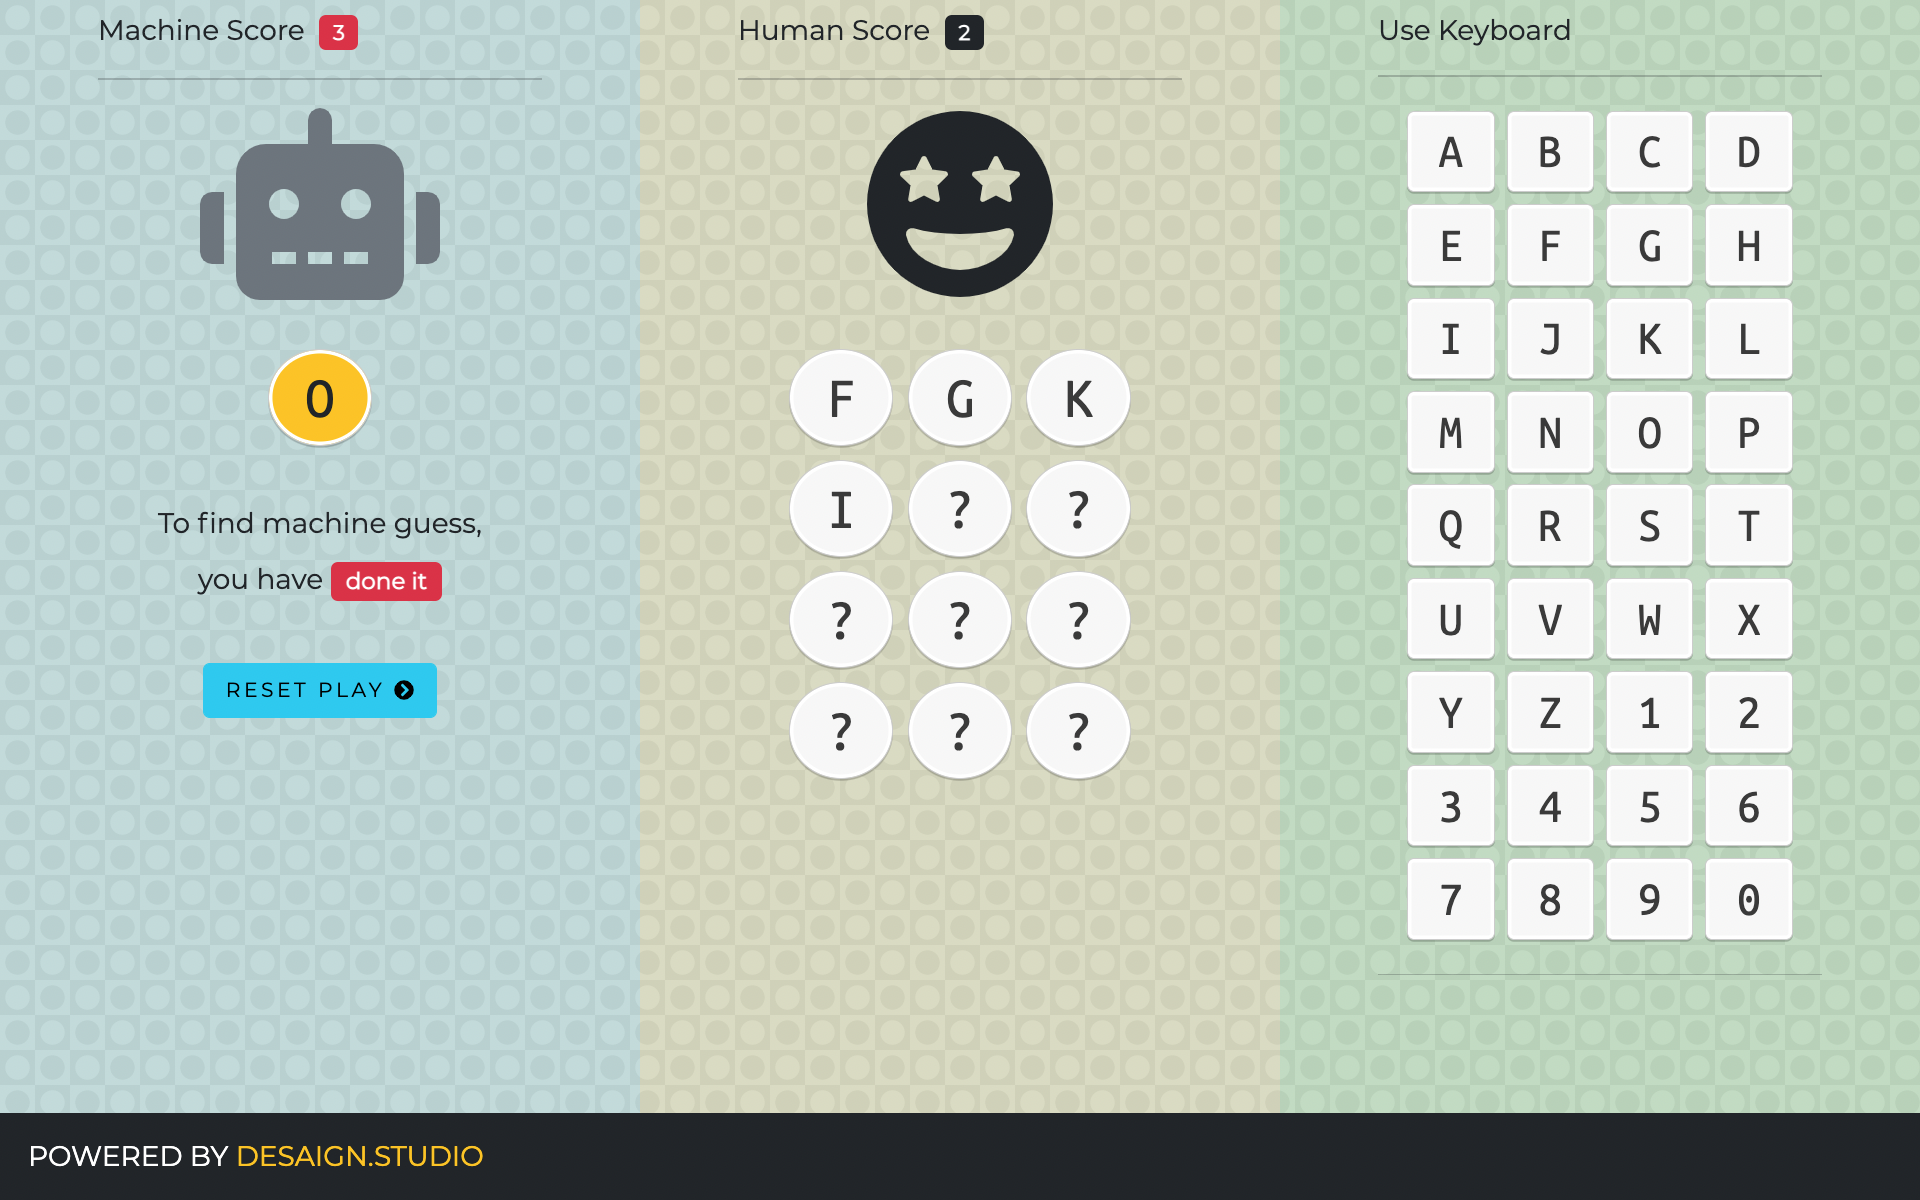 Machine Score 3
O
To find machine guess,
you have done it
RESET PLAY
Human Score 2
F G K
I ? ?
? ? ?
? ? ?
Use Keyboard
A B C D
E F G H
I J K L
M N O P
Q R S T
U V W X
Y Z 1 2
3 4 5 6
7 8 9 0
POWERED BY DESAIGN.STUDIO